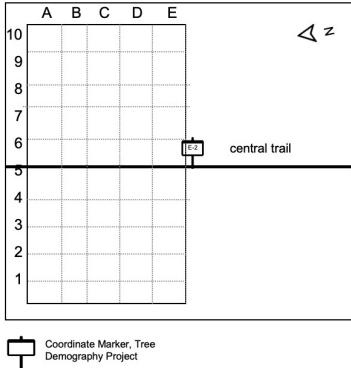 A B C D E
10
9
8
7
6
5
4
3
2
1
N
E-2
central trail
Coordinate Marker, Tree
Demography Project